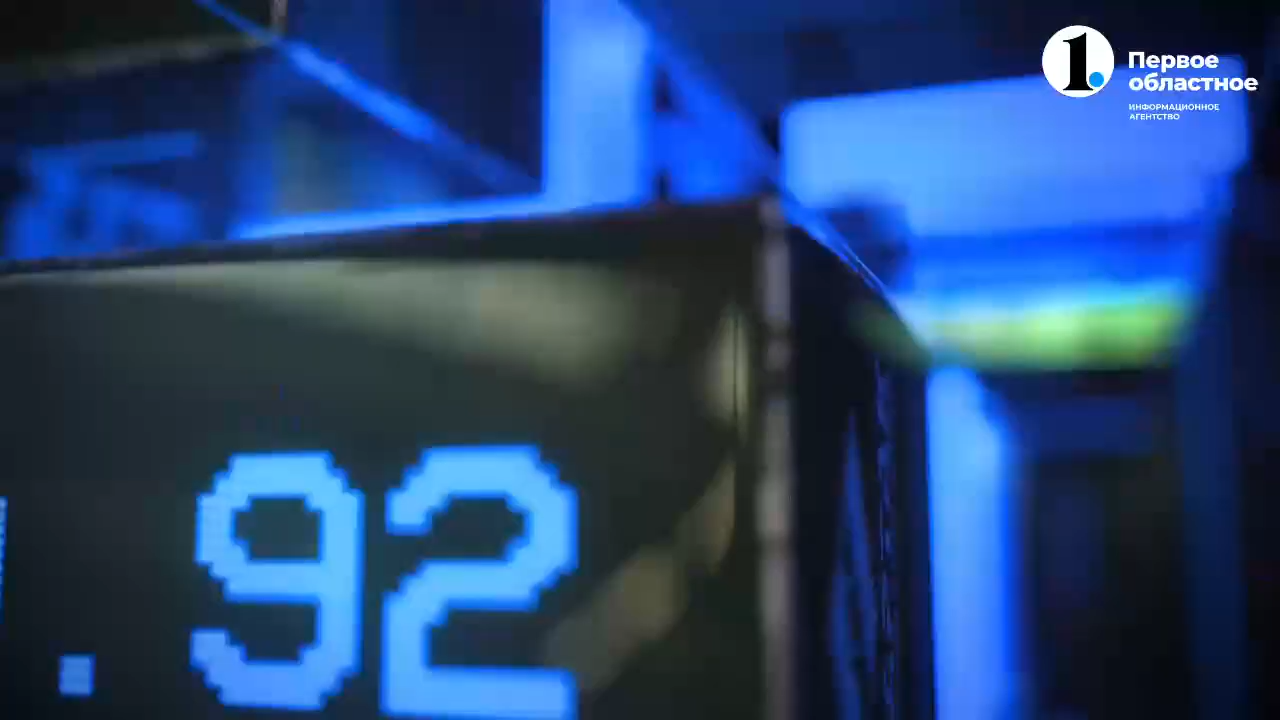 1.
Первое
областное
ИНФОРМАЦИОННОЕ
АГЕНТСТВО
. 92